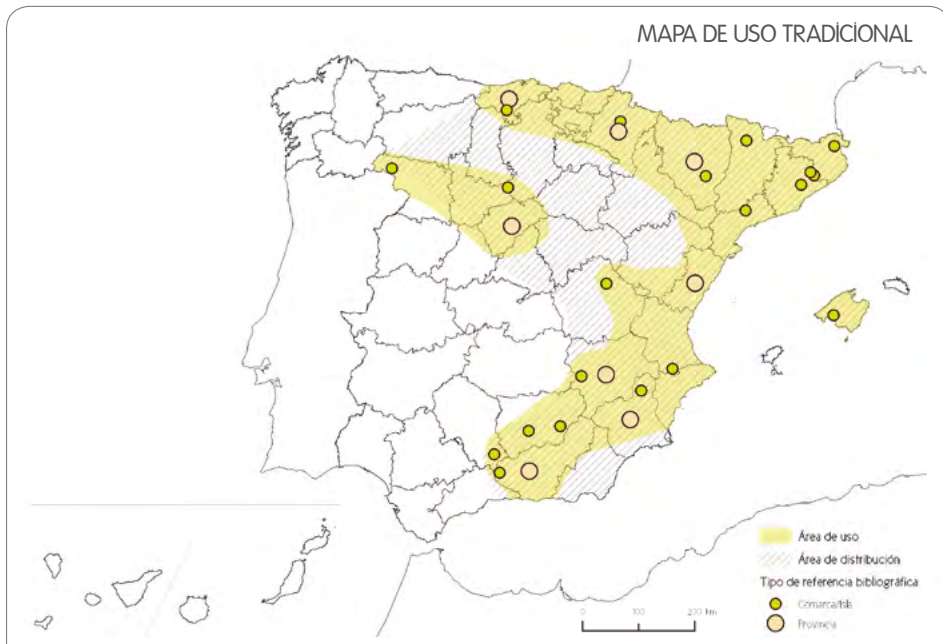 MAPA DE USO TRADICIONAL
Área de uso
Área de distribución
Tipo de referencia bibliográfica
Comarca/Isla
Provincia
0 100 200 km